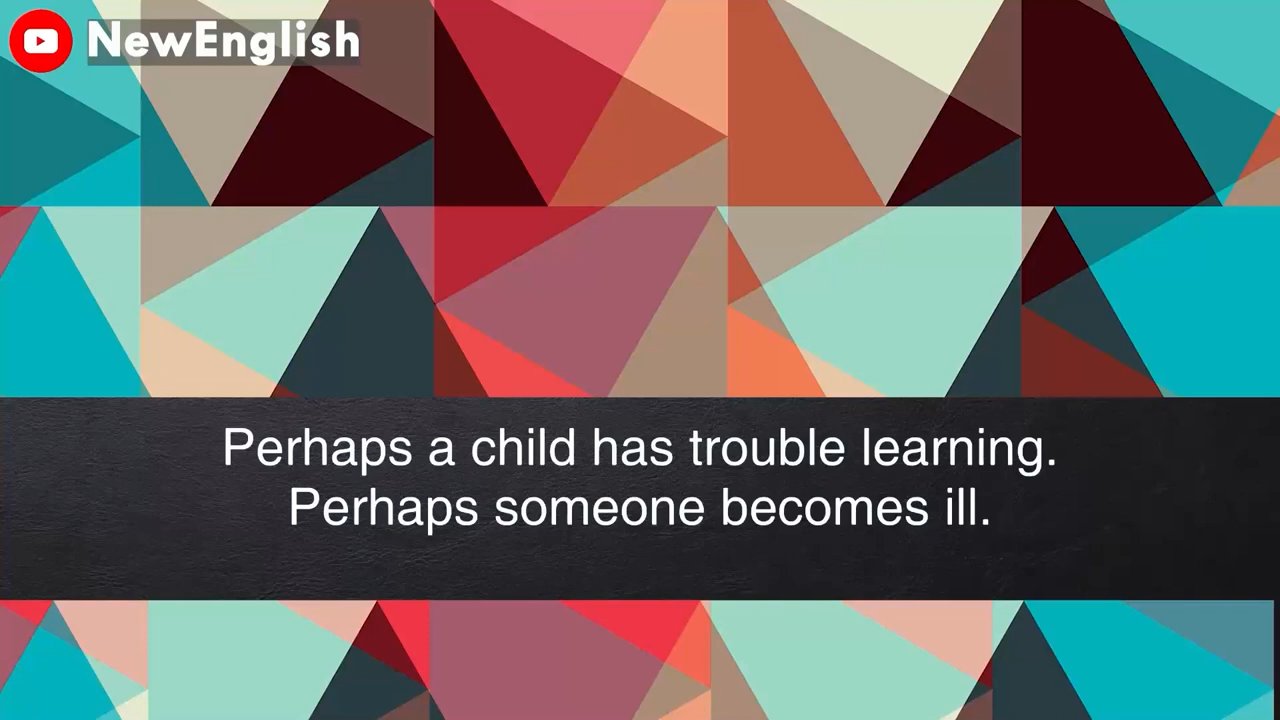 NewEnglish
Perhaps a child has trouble learning.
Perhaps someone becomes ill.